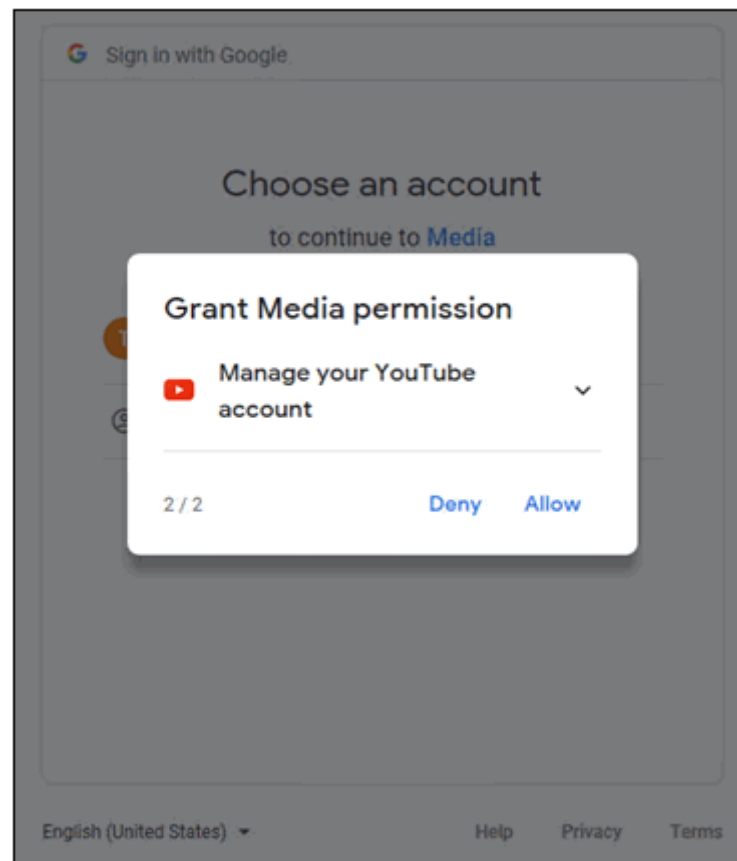 Sign in with Google
Choose an account
to continue to Media
Grant Media permission
Manage your YouTube
account
2 / 2
Deny
Allow
English (United States)
Help
Privacy
Terms